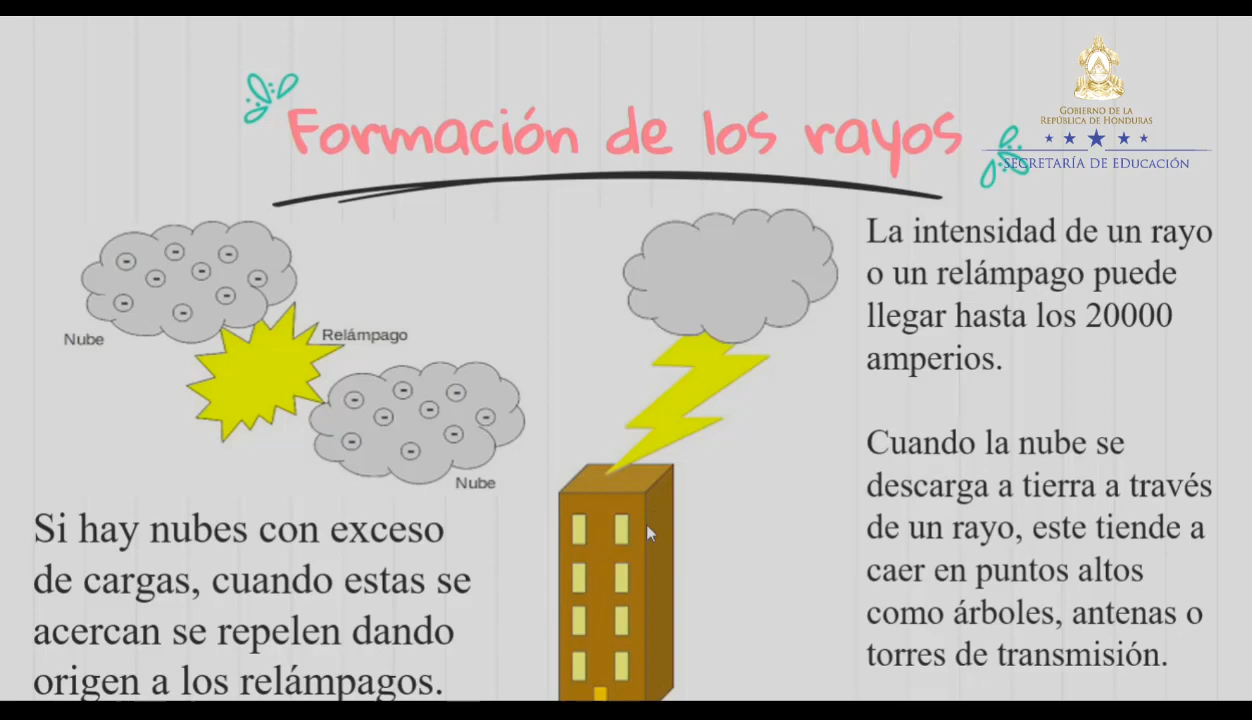 Formación de los rayos
GOBIERNO DE LA
REPÚBLICA DE HONDURAS
SECRETARÍA DE EDUCACIÓN
Nube
Relámpago
Nube
Si hay nubes con exceso
de cargas, cuando estas se
acercan se repelen dando
origen a los relámpagos.
La intensidad de un rayo
o un relámpago puede
llegar hasta los 20000
amperios.
Cuando la nube se
descarga a tierra a través
de un rayo, este tiende a
caer en puntos altos
como árboles, antenas o
torres de transmisión.